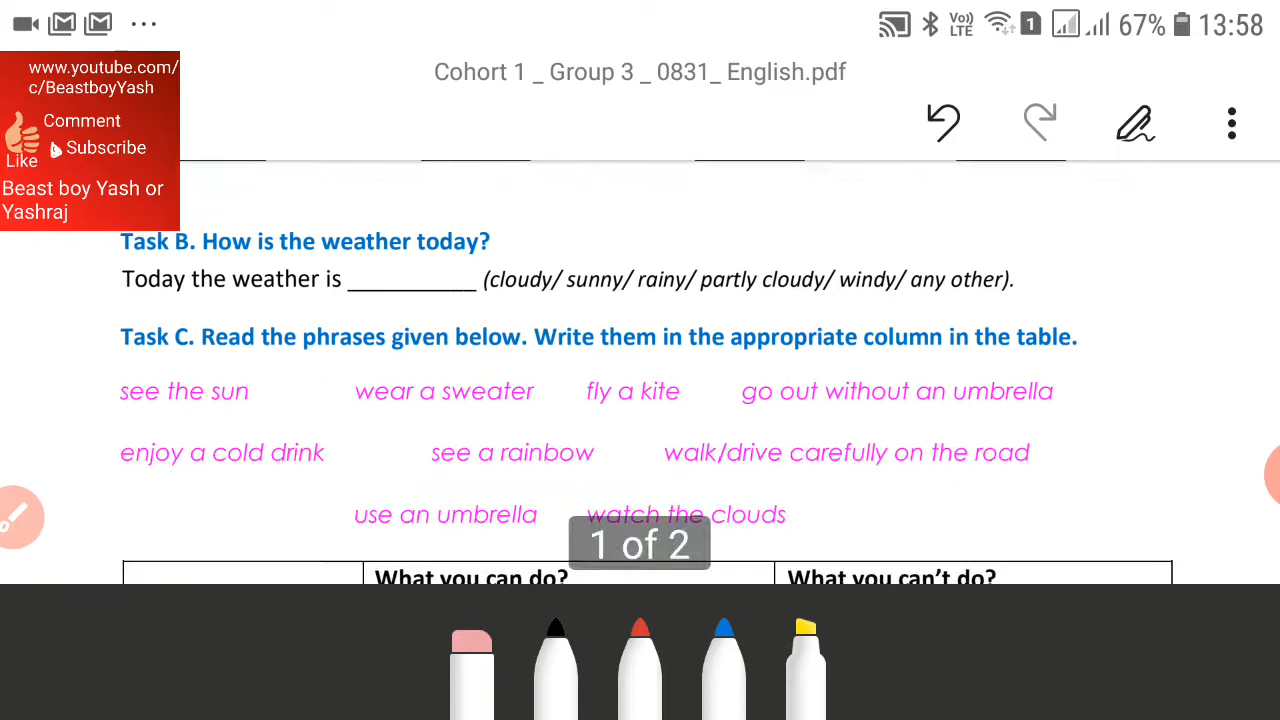 Vo)) LTE 1 67% 13:58
www.youtube.com/
c/BeastboyYash
Comment
Subscribe
Like
Beast boy Yash or
Yashraj
Cohort 1 _ Group 3 _ 0831_ English.pdf
Task B. How is the weather today?
Today the weather is __________ (cloudy/ sunny/ rainy/ partly cloudy/ windy/ any other).
Task C. Read the phrases given below. Write them in the appropriate column in the table.
see the sun wear a sweater fly a kite go out without an umbrella
enjoy a cold drink see a rainbow walk/drive carefully on the road
use an umbrella watch the clouds
1 of 2
What you can do? What you can't do?